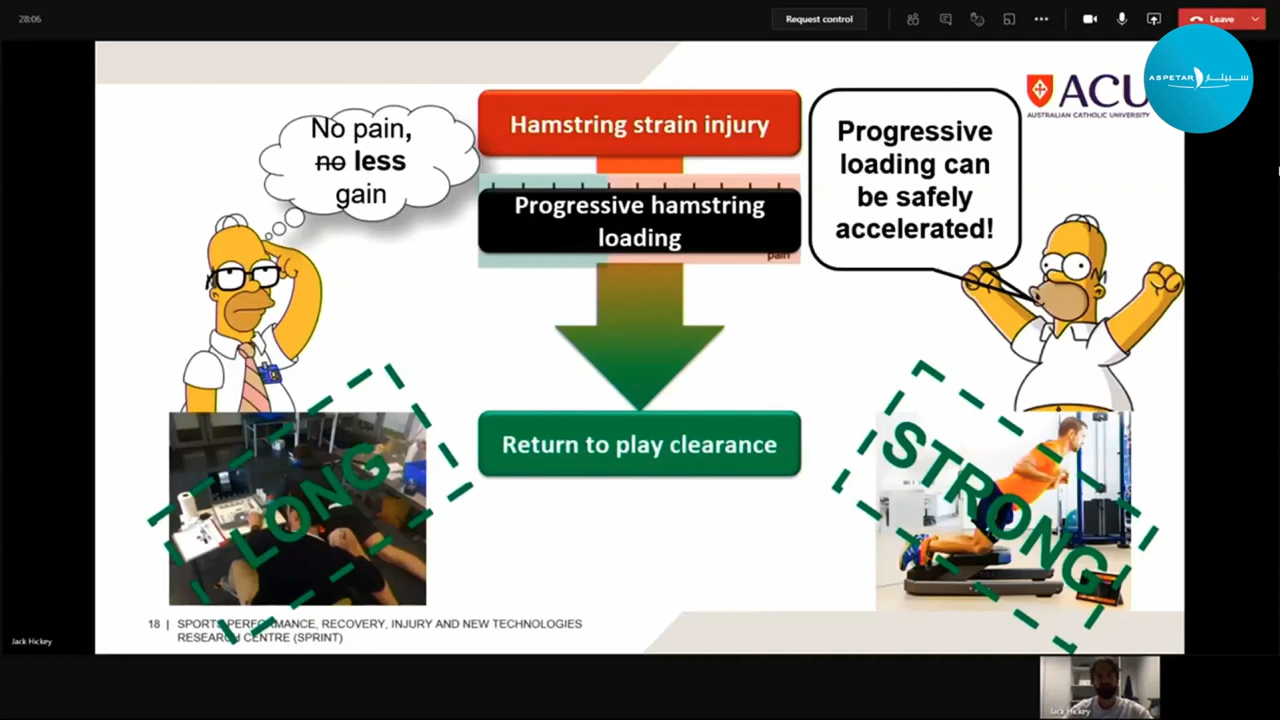 28:06
Request control
Leave
ASPETAR سبيتار
ACU
AUSTRALIAN CATHOLIC UNIVERSITY
No pain,
no less
gain
Hamstring strain injury
Progressive hamstring
loading
pain
Progressive
loading can
be safely
accelerated!
Return to play clearance
LONG
STRONG
18 | SPORTS PERFORMANCE, RECOVERY, INJURY AND NEW TECHNOLOGIES
RESEARCH CENTRE (SPRINT)
Jack Hickey
Jack Hickey